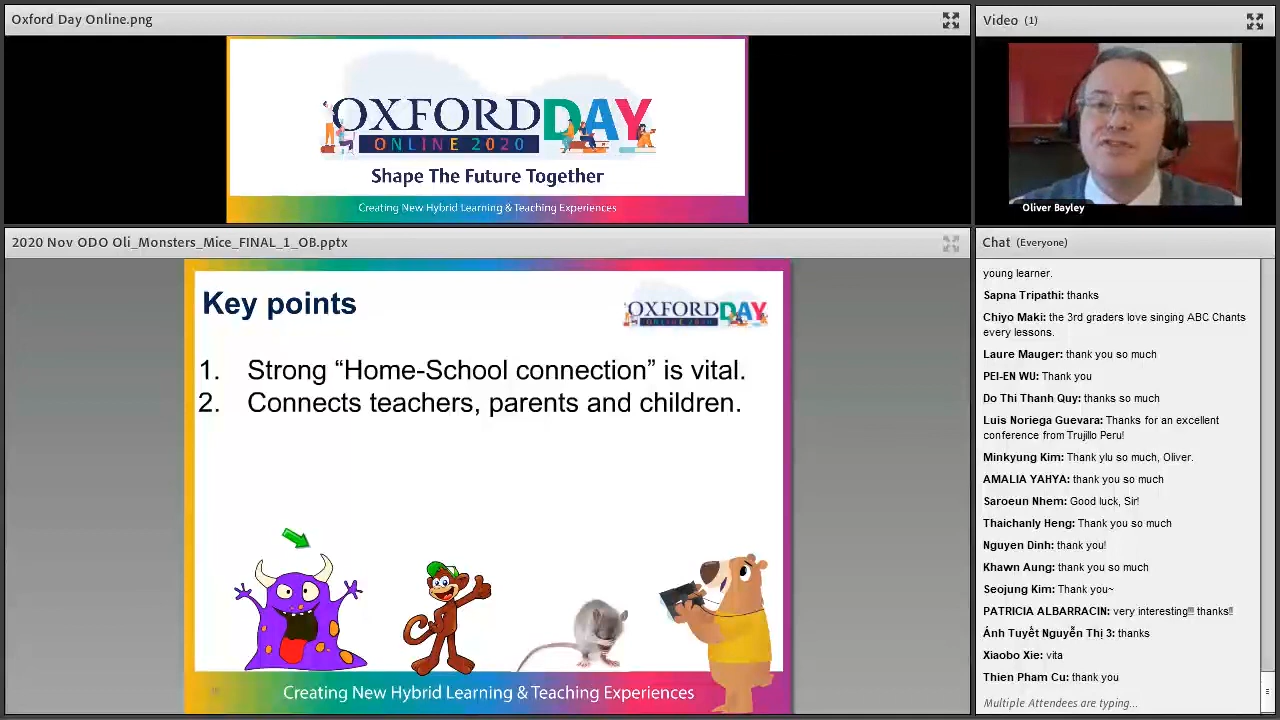 Oxford Day Online.png
OXFORD DAY
ONLINE 2020
Shape The Future Together
Creating New Hybrid Learning & Teaching Experiences
Video (1)
Oliver Bayley
2020 Nov ODO Oli_Monsters_Mice_FINAL_1_OB.pptx
Key points
OXFORD DAY
ONLINE 2020
1. Strong “Home-School connection” is vital.
2. Connects teachers, parents and children.
Creating New Hybrid Learning & Teaching Experiences
Chat (Everyone)
young learner.
Sapna Tripathi: thanks
Chiyo Maki: the 3rd graders love singing ABC Chants
every lessons.
Laure Mauger: thank you so much
PEI-EN WU: Thank you
Do Thi Thanh Quy: thanks so much
Luis Noriega Guevara: Thanks for an excellent
conference from Trujillo Peru!
Minkyung Kim: Thank ylu so much, Oliver.
AMALIA YAHYA: thank you so much
Saroeun Nhem: Good luck, Sir!
Thaichanly Heng: Thank you so much
Nguyen Dinh: thank you!
Khawn Aung: thank you so much
Seojung Kim: Thank you~
PATRICIA ALBARRACIN: very interesting!!! thanks!!
Ánh Tuyết Nguyễn Thị 3: thanks
Xiaobo Xie: vita
Thien Pham Cu: thank you
Multiple Attendees are typing...